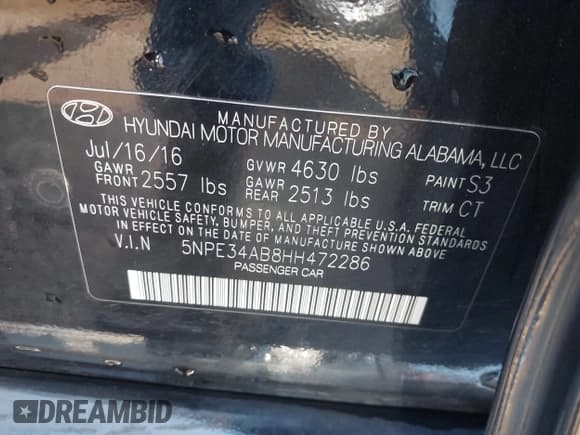 MANUFACTURED BY
HYUNDAI MOTOR MANUFACTURING ALABAMA, LLC
Jul/16/16 GVWR 4630 lbs PAINT S3
GAWR FRONT 2557 lbs GAWR REAR 2513 lbs TRIM CT
THIS VEHICLE CONFORMS TO ALL APPLICABLE U.S.A. FEDERAL
MOTOR VEHICLE SAFETY, BUMPER, AND THEFT PREVENTION STANDARDS
IN EFFECT ON THE DATE OF MANUFACTURE SHOWN ABOVE
V.I.N 5NPE34AB8HH472286
PASSENGER CAR
DREAMBID